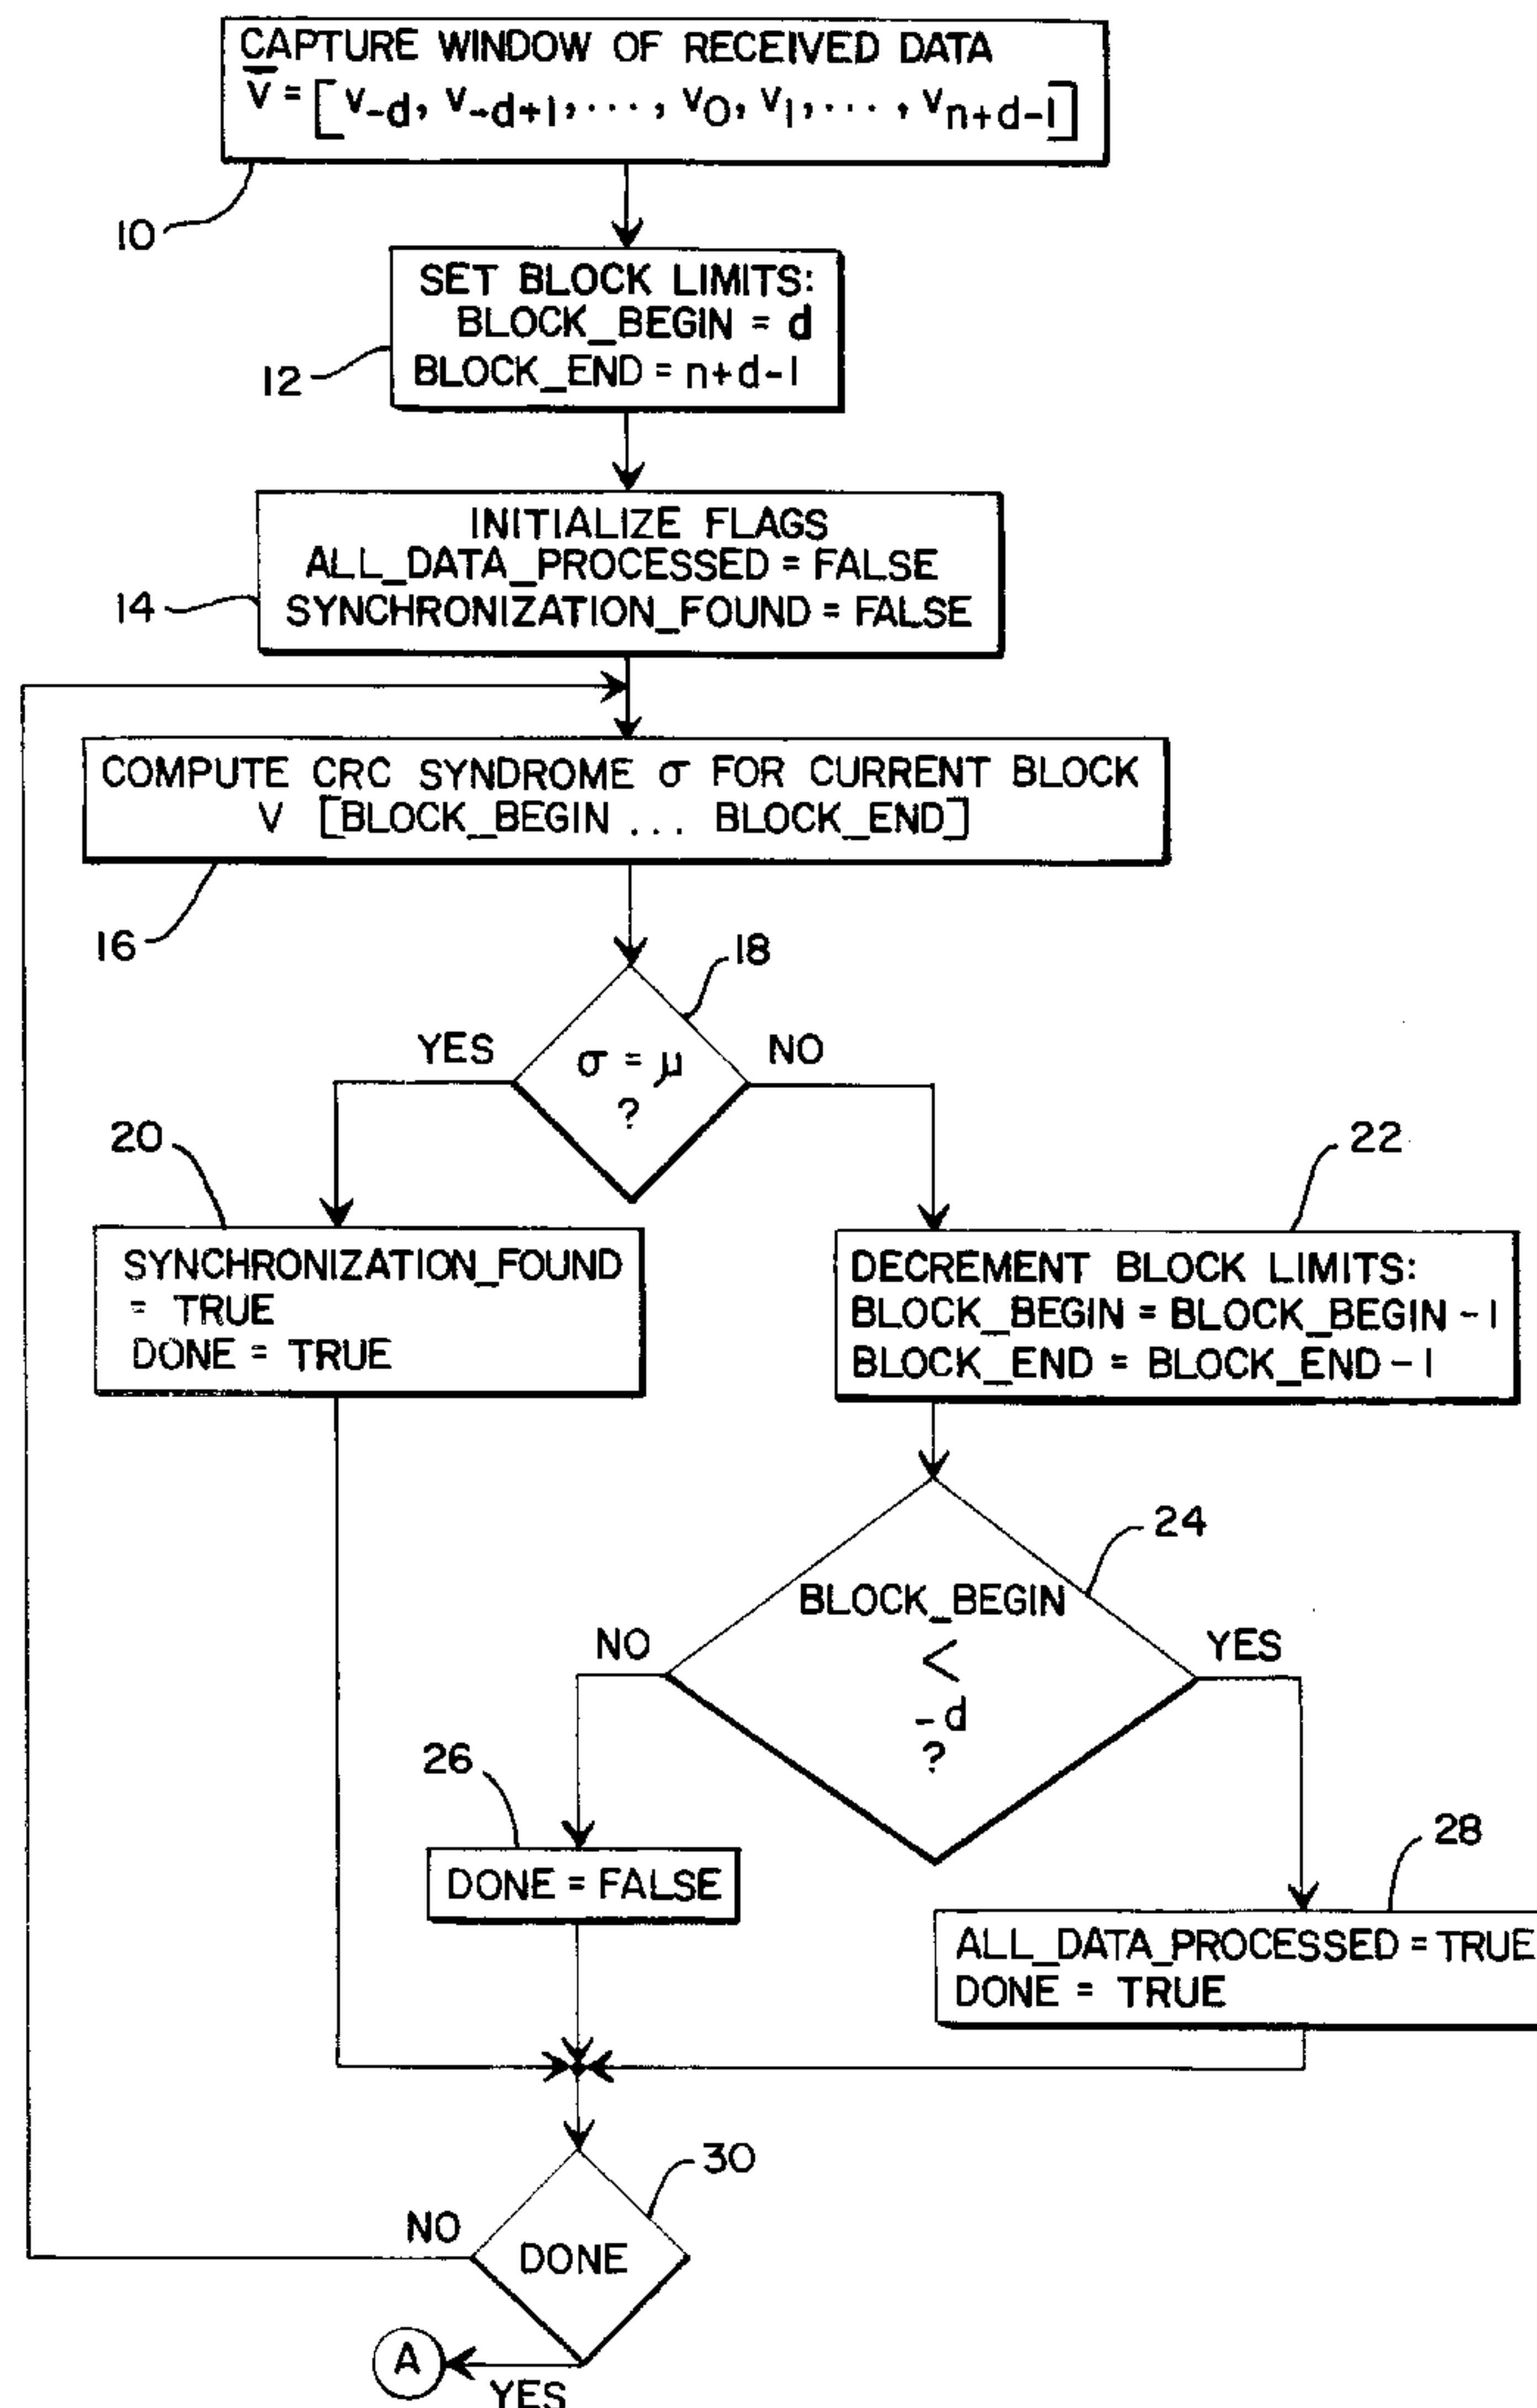 CAPTURE WINDOW OF RECEIVED DATA
V̅ = [v₋d, v₋d+1, ..., v0, v1, ..., vn+d-1]
10
SET BLOCK LIMITS:
BLOCK_BEGIN = d
BLOCK_END = n+d-1
12
INITIALIZE FLAGS
ALL_DATA_PROCESSED = FALSE
SYNCHRONIZATION_FOUND = FALSE
14
COMPUTE CRC SYNDROME σ FOR CURRENT BLOCK
V [BLOCK_BEGIN ... BLOCK_END]
16
18
YES
σ = μ
?
NO
20
22
SYNCHRONIZATION_FOUND
= TRUE
DONE = TRUE
DECREMENT BLOCK LIMITS:
BLOCK_BEGIN = BLOCK_BEGIN - 1
BLOCK_END = BLOCK_END - 1
24
BLOCK_BEGIN
<
-d
?
NO
YES
26
DONE = FALSE
28
ALL_DATA_PROCESSED = TRUE
DONE = TRUE
30
NO
DONE
A
YES